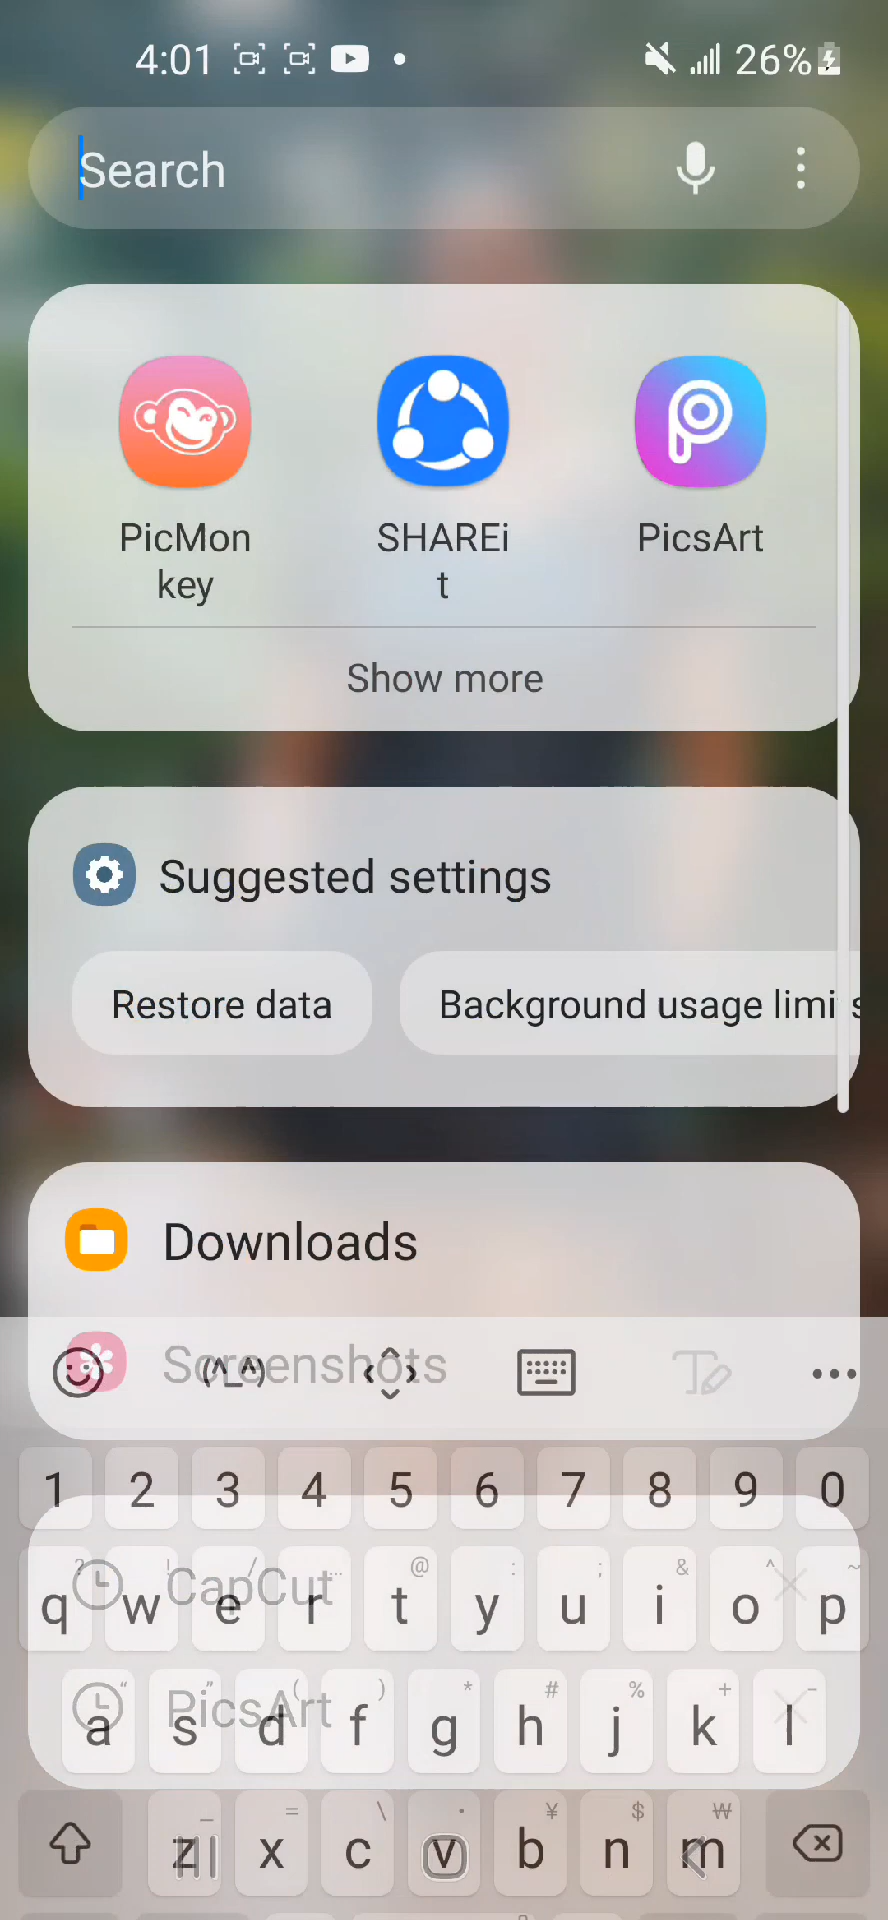 4:01 26%
Search
PicMon
key
SHAREi
t
PicsArt
Show more
Suggested settings
Restore data
Background usage limits
Downloads
Screenshots
(^_^)
1 2 3 4 5 6 7 8 9 0
CapCut
? ! / ... @ : ; & ^ ~
q w e r t y u i o p
PicsArt
“ ” ( ) * # % + -
a s d f g h j k l
_ = \ · ¥ $ ₩
z x c v b n m